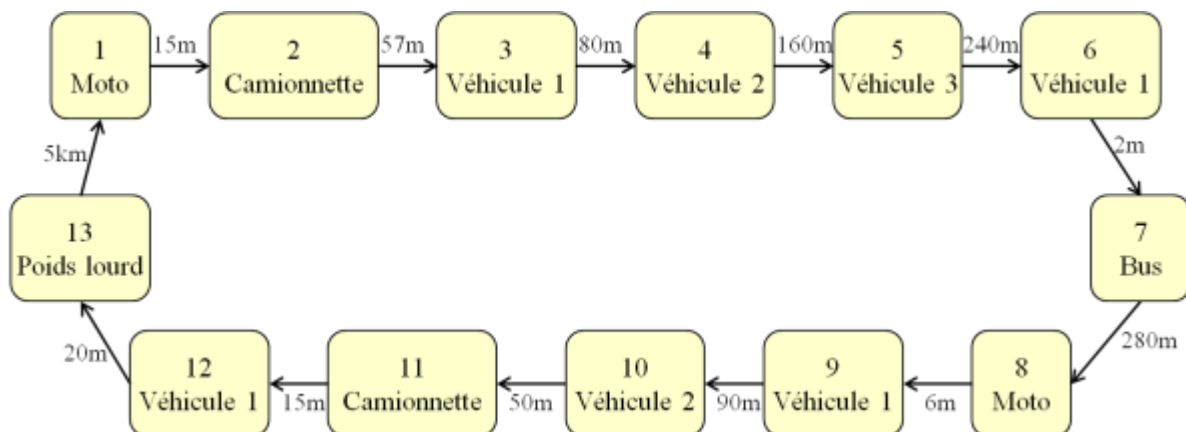 1
Moto
15m
2
Camionnette
57m
3
Véhicule 1
80m
4
Véhicule 2
160m
5
Véhicule 3
240m
6
Véhicule 1
2m
7
Bus
280m
8
Moto
6m
9
Véhicule 1
90m
10
Véhicule 2
50m
11
Camionnette
15m
12
Véhicule 1
20m
13
Poids lourd
5km